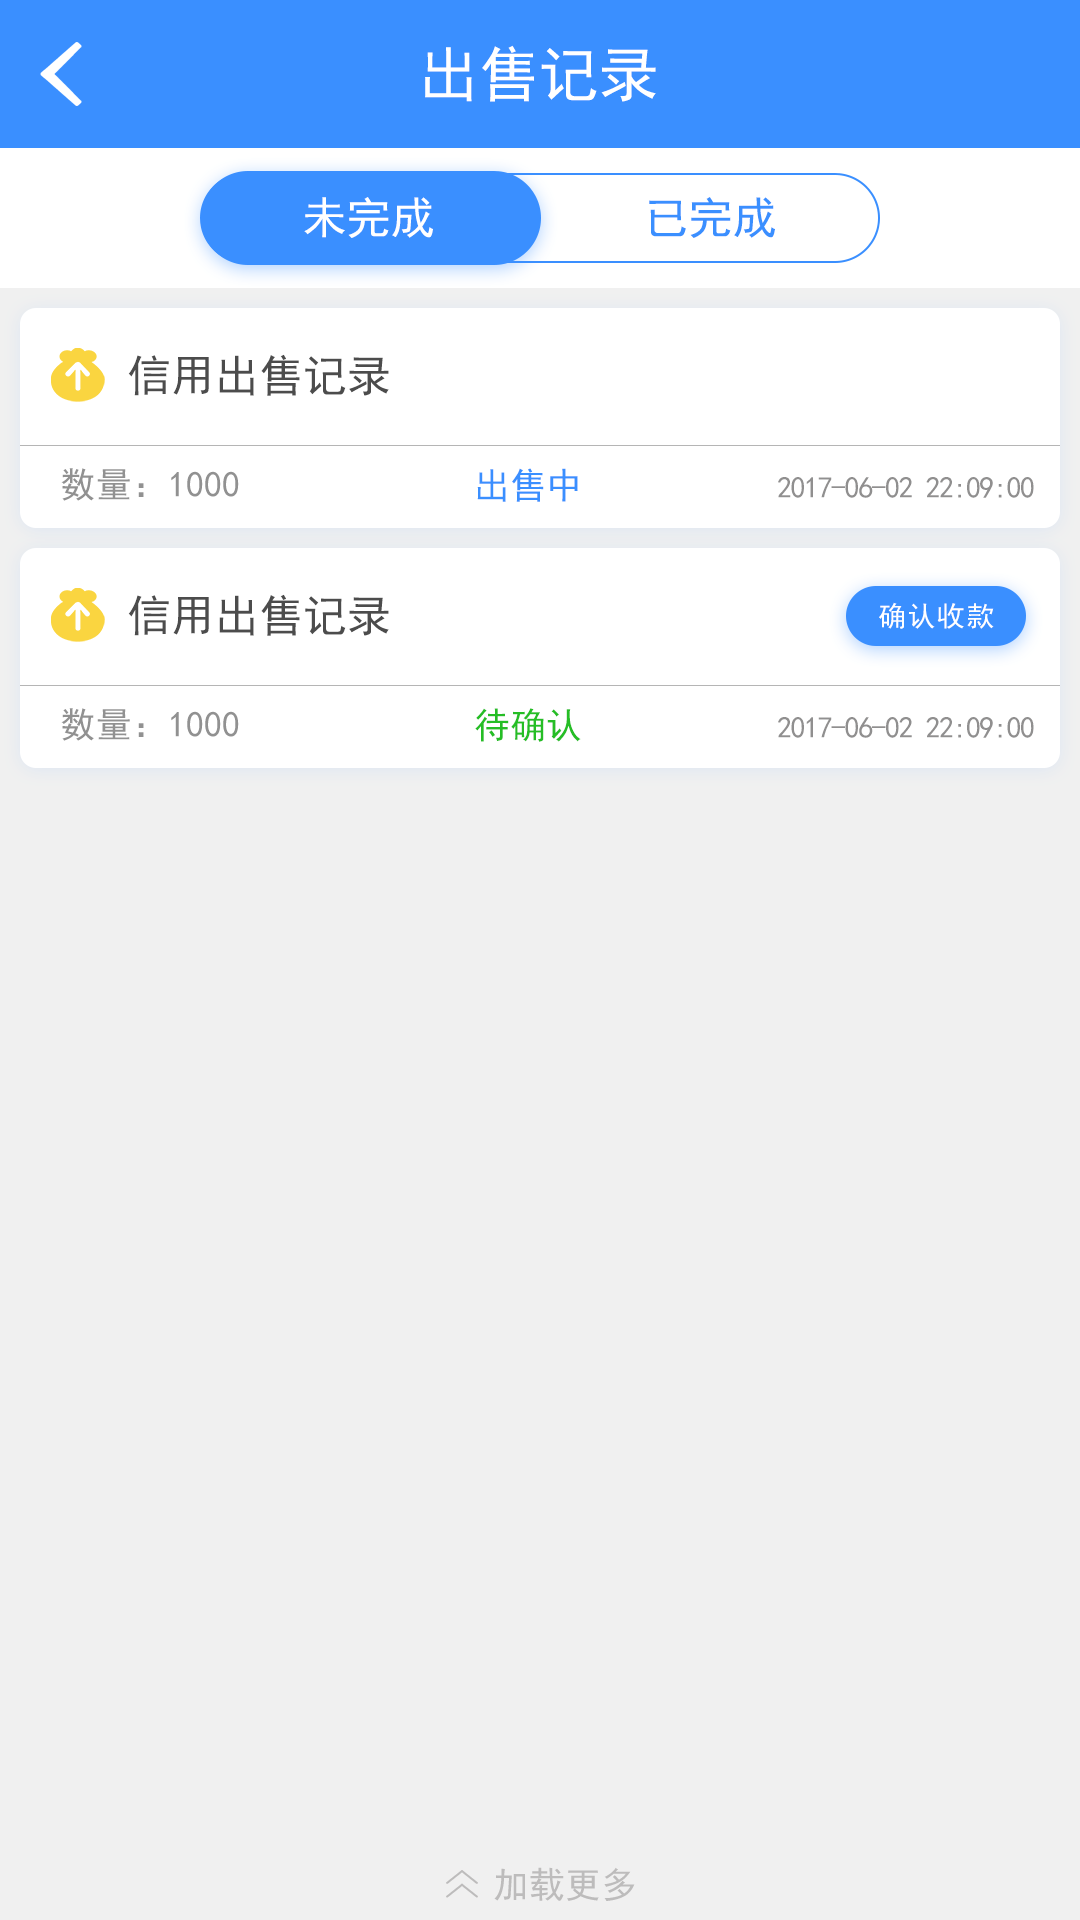 出售记录
未完成 已完成
信用出售记录
数量：1000 出售中 2017-06-02 22:09:00
信用出售记录 确认收款
数量：1000 待确认 2017-06-02 22:09:00
加载更多